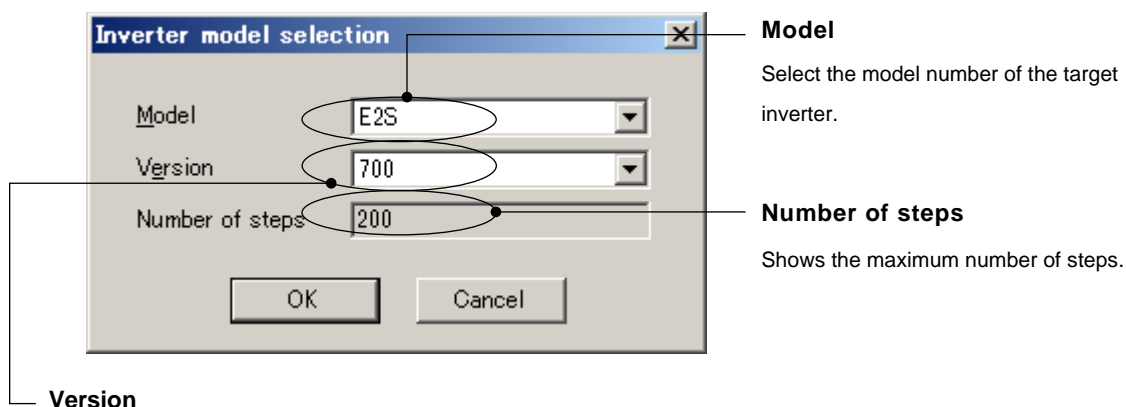 Inverter model selection
Model
Select the model number of the target
inverter.
Model E2S
Version 700
Number of steps 200
Number of steps
Shows the maximum number of steps.
OK Cancel
Version